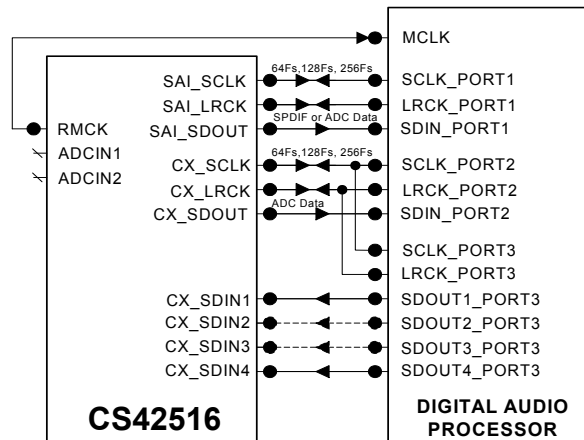 MCLK
64Fs,128Fs, 256Fs
SAI_SCLK
SCLK_PORT1
SAI_LRCK
LRCK_PORT1
SPDIF or ADC Data
RMCK
SAI_SDOUT
SDIN_PORT1
ADCIN1
64Fs,128Fs, 256Fs
CX_SCLK
SCLK_PORT2
ADCIN2
CX_LRCK
LRCK_PORT2
ADC Data
CX_SDOUT
SDIN_PORT2
SCLK_PORT3
LRCK_PORT3
CX_SDIN1
SDOUT1_PORT3
CX_SDIN2
SDOUT2_PORT3
CX_SDIN3
SDOUT3_PORT3
CX_SDIN4
SDOUT4_PORT3
CS42516
DIGITAL AUDIO
PROCESSOR